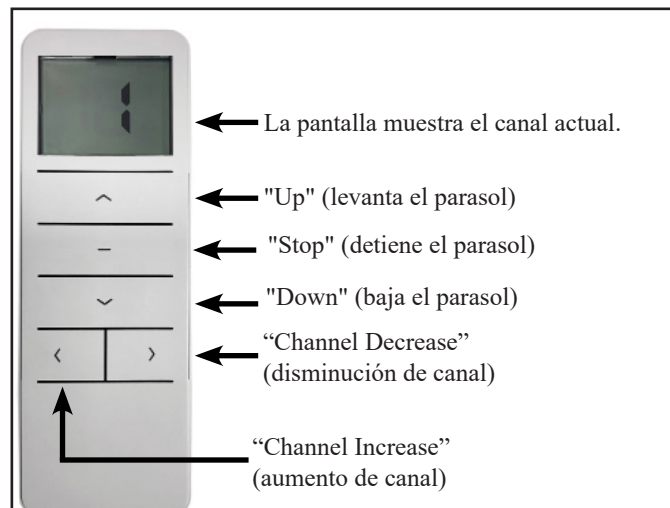 1
La pantalla muestra el canal actual.
"Up" (levanta el parasol)
"Stop" (detiene el parasol)
"Down" (baja el parasol)
“Channel Decrease”
(disminución de canal)
“Channel Increase”
(aumento de canal)